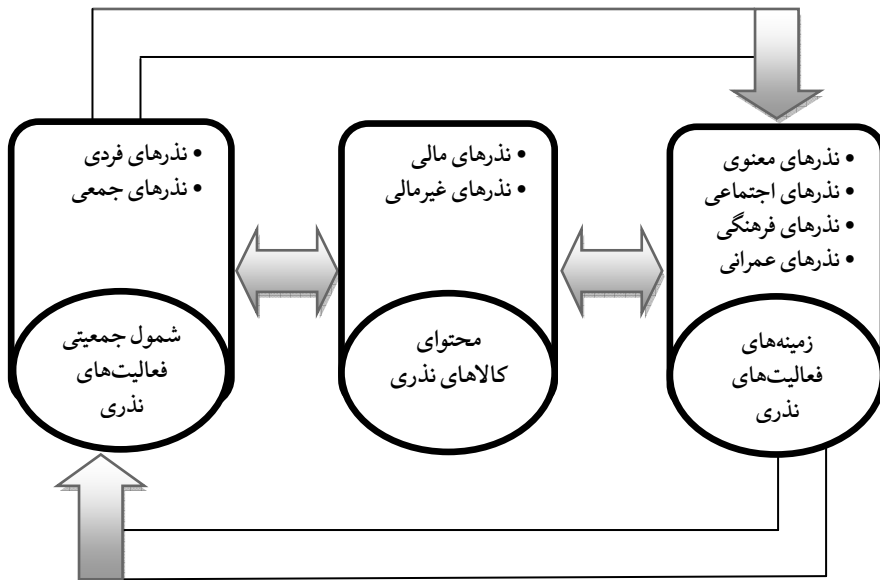 • نذرهای معنوی
• نذرهای اجتماعی
• نذرهای فرهنگی
• نذرهای عمرانی
زمینه‌های
فعالیت‌های
نذری
• نذرهای مالی
• نذرهای غیرمالی
محتوای
کالاهای نذری
• نذرهای فردی
• نذرهای جمعی
شمول جمعیتی
فعالیت‌های
نذری